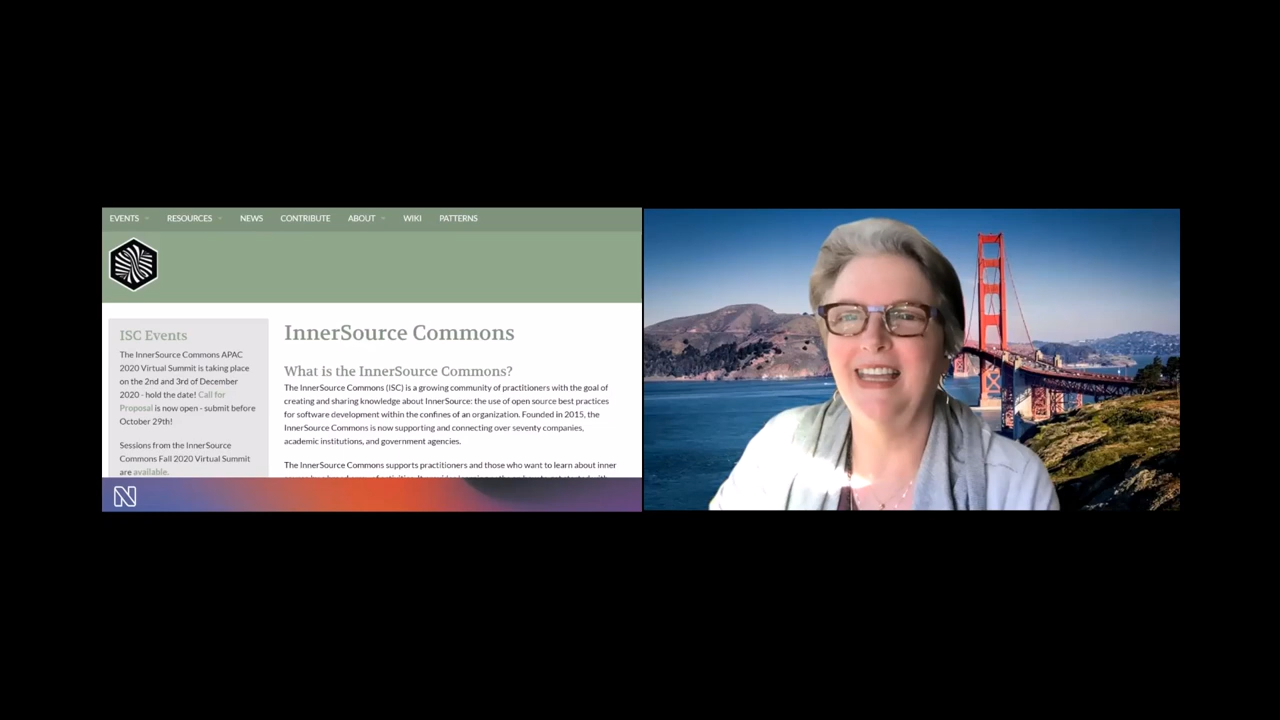 EVENTS
RESOURCES
NEWS
CONTRIBUTE
ABOUT
WIKI
PATTERNS
ISC Events
The InnerSource Commons APAC
2020 Virtual Summit is taking place
on the 2nd and 3rd of December
2020 - hold the date! Call for
Proposal is now open - submit before
October 29th!
Sessions from the InnerSource
Commons Fall 2020 Virtual Summit
are available.
InnerSource Commons
What is the InnerSource Commons?
The InnerSource Commons (ISC) is a growing community of practitioners with the goal of
creating and sharing knowledge about InnerSource: the use of open source best practices
for software development within the confines of an organization. Founded in 2015, the
InnerSource Commons is now supporting and connecting over seventy companies,
academic institutions, and government agencies.
The InnerSource Commons supports practitioners and those who want to learn about inner
N